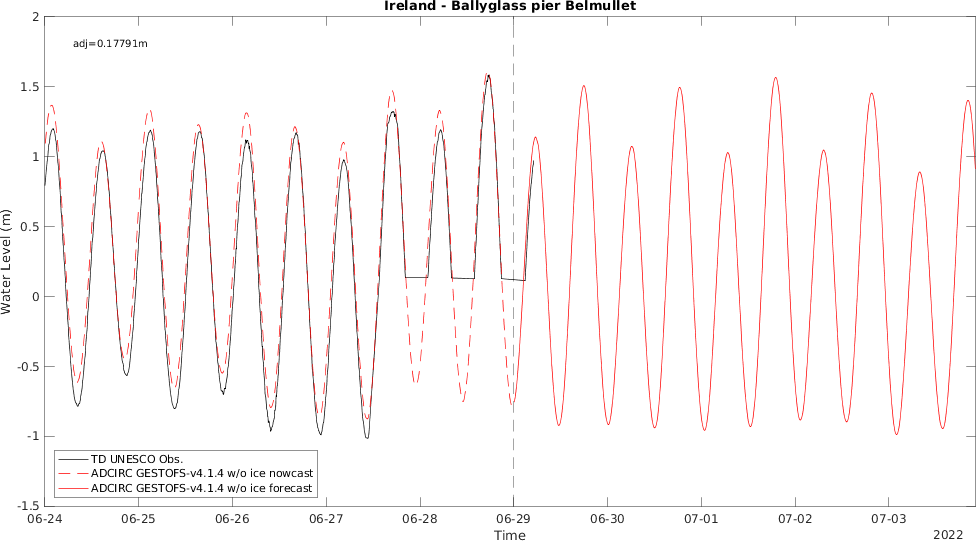 Ireland - Ballyglass pier Belmullet
adj=0.17791m
2
1.5
1
0.5
0
-0.5
-1
-1.5
Water Level (m)
TD UNESCO Obs.
ADCIRC GESTOFS-v4.1.4 w/o ice nowcast
ADCIRC GESTOFS-v4.1.4 w/o ice forecast
06-24 06-25 06-26 06-27 06-28 06-29 06-30 07-01 07-02 07-03
Time
2022